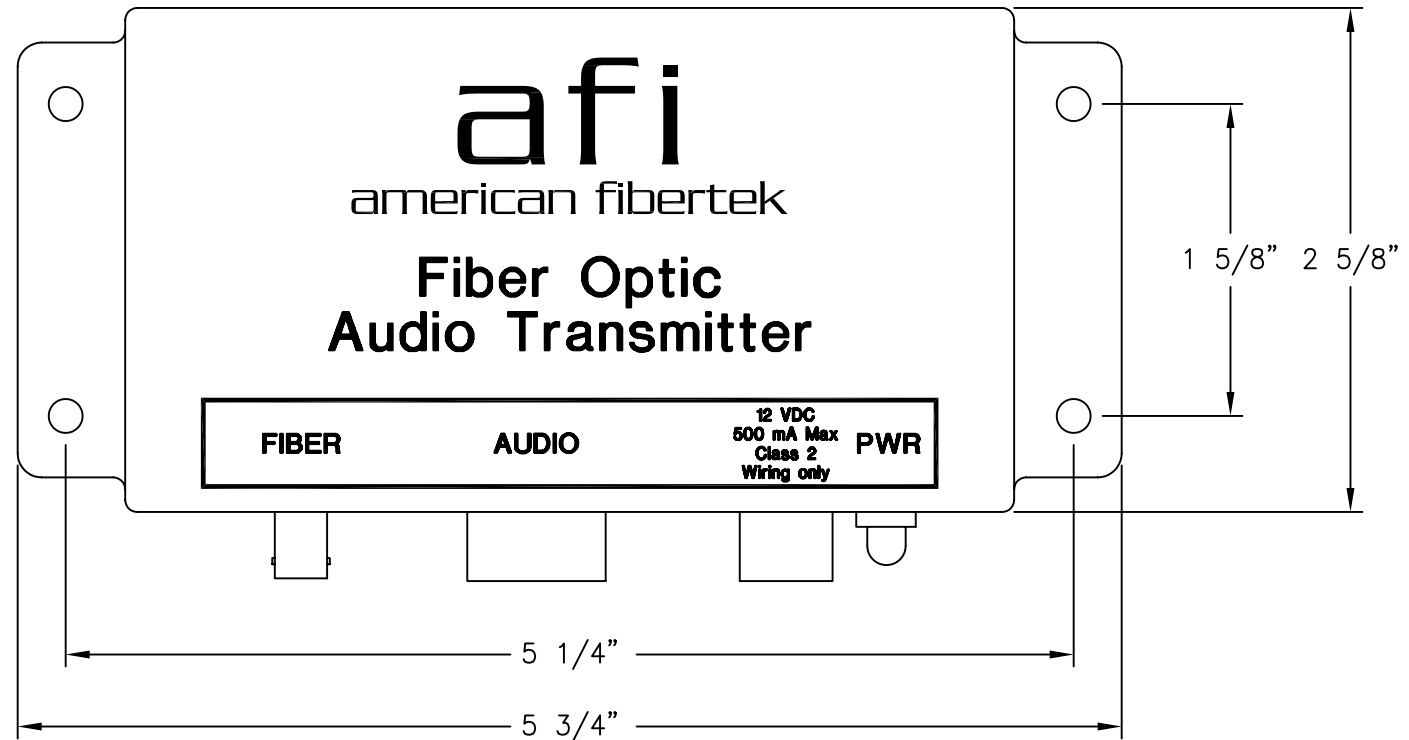 afi
american fibertek
Fiber Optic
Audio Transmitter
FIBER
AUDIO
12 VDC
500 mA Max
Class 2
Wiring only
PWR
1 5/8”
2 5/8”
5 1/4”
5 3/4”